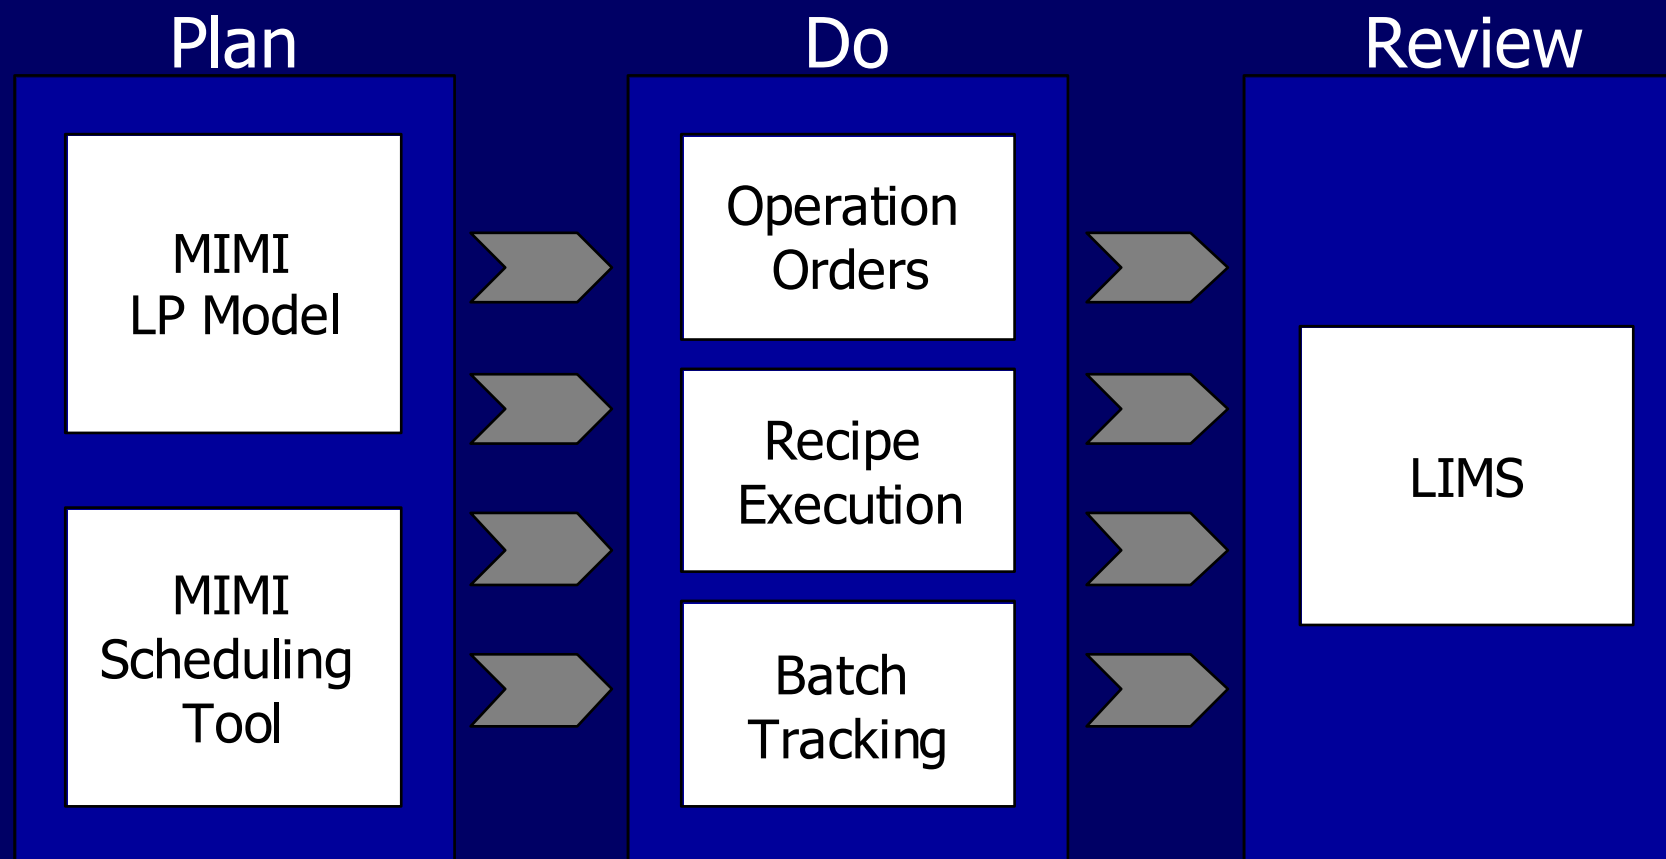 Plan
Do
Review
MIMI
LP Model
MIMI
Scheduling
Tool
Operation
Orders
Recipe
Execution
Batch
Tracking
LIMS